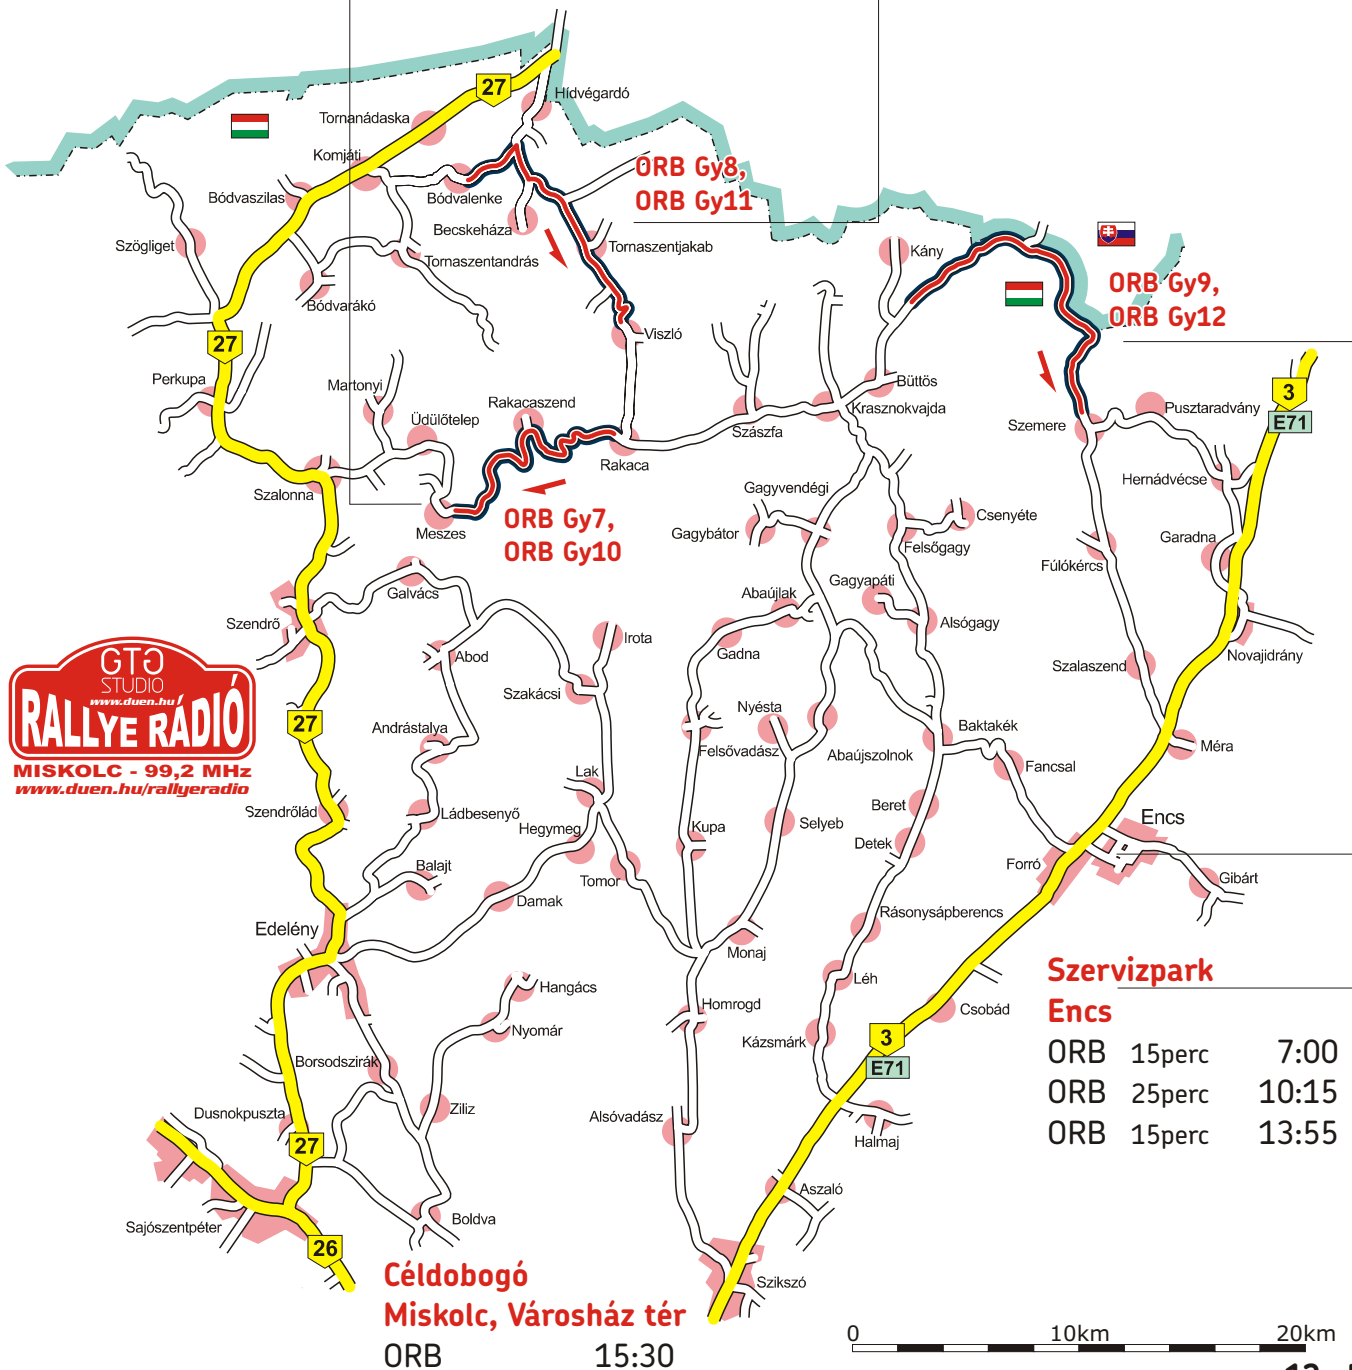 27
Hídvégardó
Tornanádaska
Komjáti
ORB Gy8,
ORB Gy11
Bódvaszilas
Bódvalenke
Becskeháza
Szögliget
Tornaszentjakab
Tornaszentandrás
Kány
Bódvarákó
ORB Gy9,
ORB Gy12
27
Viszló
Perkupa
Martonyi
Büttös
3
E71
Üdülőtelep
Rakacaszend
Krasznokvajda
Pusztaradvány
Szemere
Szászfa
Rakaca
Szalonna
Hernádvécse
Gagyvendégi
Meszes
ORB Gy7,
ORB Gy10
Csenyéte
Gagybátor
Felsőgagy
Garadna
Fúlókércs
Galvács
Gagyapáti
Abaújlak
Szendrő
Irota
Alsógagy
Gadna
Novajidrány
GTG
STUDIO
www.duen.hu
RALLYE RÁDIÓ
MISKOLC - 99,2 MHz
www.duen.hu/rallyeradio
Abod
Szalaszend
Szakácsi
Nyésta
27
Andrástalya
Baktakék
Felsővadász
Abaújszolnok
Méra
Fancsal
Lak
Szendrőlád
Ládbesenyő
Hegymeg
Kupa
Selyeb
Beret
Encs
Detek
Balajt
Tomor
Forró
Gibárt
Damak
Rásonysápberencs
Edelény
Monaj
Szervizpark
Encs
ORB 15perc 7:00
ORB 25perc 10:15
ORB 15perc 13:55
Léh
Hangács
Homrogd
Csobád
Nyomár
3
E71
Kázsmárk
Borsodszirák
Ziliz
Dusnokpuszta
Alsóvadász
27
Halmaj
Aszaló
Sajószentpéter
Boldva
26
Céldobogó
Miskolc, Városház tér
ORB 15:30
Szikszó
0 10km 20km